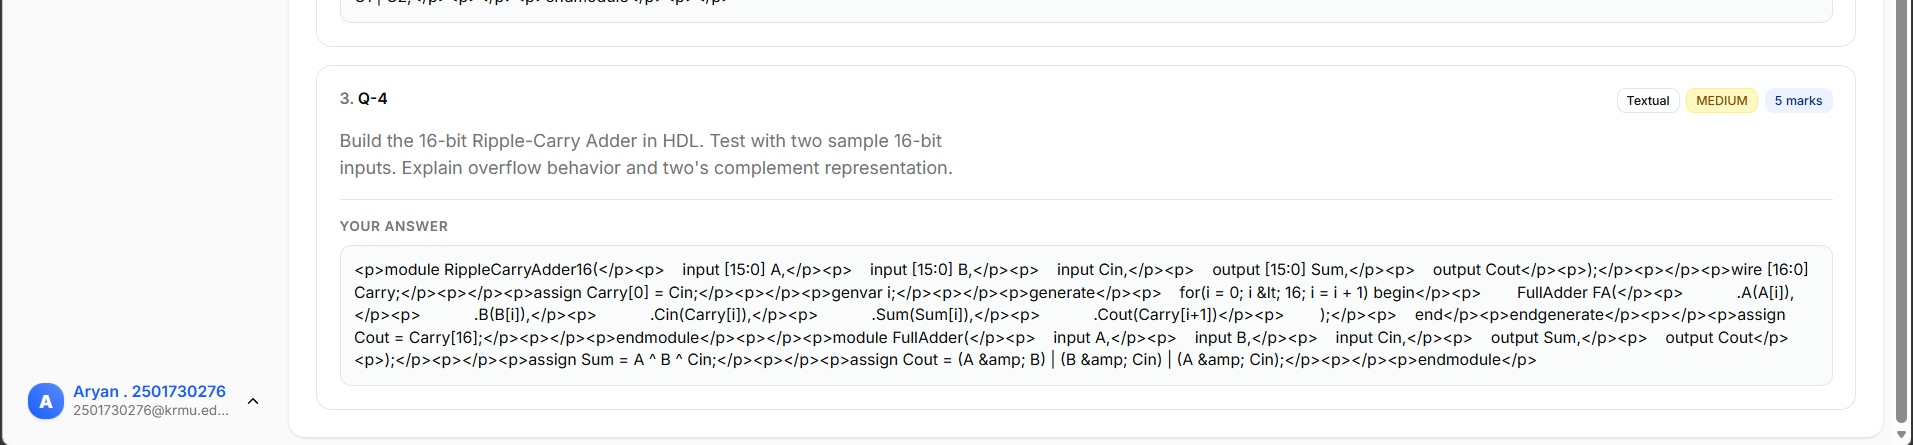 3. Q-4
Textual
MEDIUM
5 marks
Build the 16-bit Ripple-Carry Adder in HDL. Test with two sample 16-bit
inputs. Explain overflow behavior and two's complement representation.
YOUR ANSWER
<p>module RippleCarryAdder16(</p><p>    input [15:0] A,</p><p>    input [15:0] B,</p><p>    input Cin,</p><p>    output [15:0] Sum,</p><p>    output Cout</p><p>);</p><p></p><p>wire [16:0]
Carry;</p><p></p><p>assign Carry[0] = Cin;</p><p></p><p>genvar i;</p><p></p><p>generate</p><p>    for(i = 0; i &lt; 16; i = i + 1) begin</p><p>        FullAdder FA(</p><p>            .A(A[i]),
</p><p>            .B(B[i]),</p><p>            .Cin(Carry[i]),</p><p>            .Sum(Sum[i]),</p><p>            .Cout(Carry[i+1])</p><p>        );</p><p>    end</p><p>endgenerate</p><p></p><p>assign
Cout = Carry[16];</p><p></p><p>endmodule</p><p></p><p>module FullAdder(</p><p>    input A,</p><p>    input B,</p><p>    input Cin,</p><p>    output Sum,</p><p>    output Cout</p>
<p>);</p><p></p><p>assign Sum = A ^ B ^ Cin;</p><p></p><p>assign Cout = (A &amp; B) | (B &amp; Cin) | (A &amp; Cin);</p><p></p><p>endmodule</p>
A
Aryan . 2501730276
2501730276@krmu.ed...